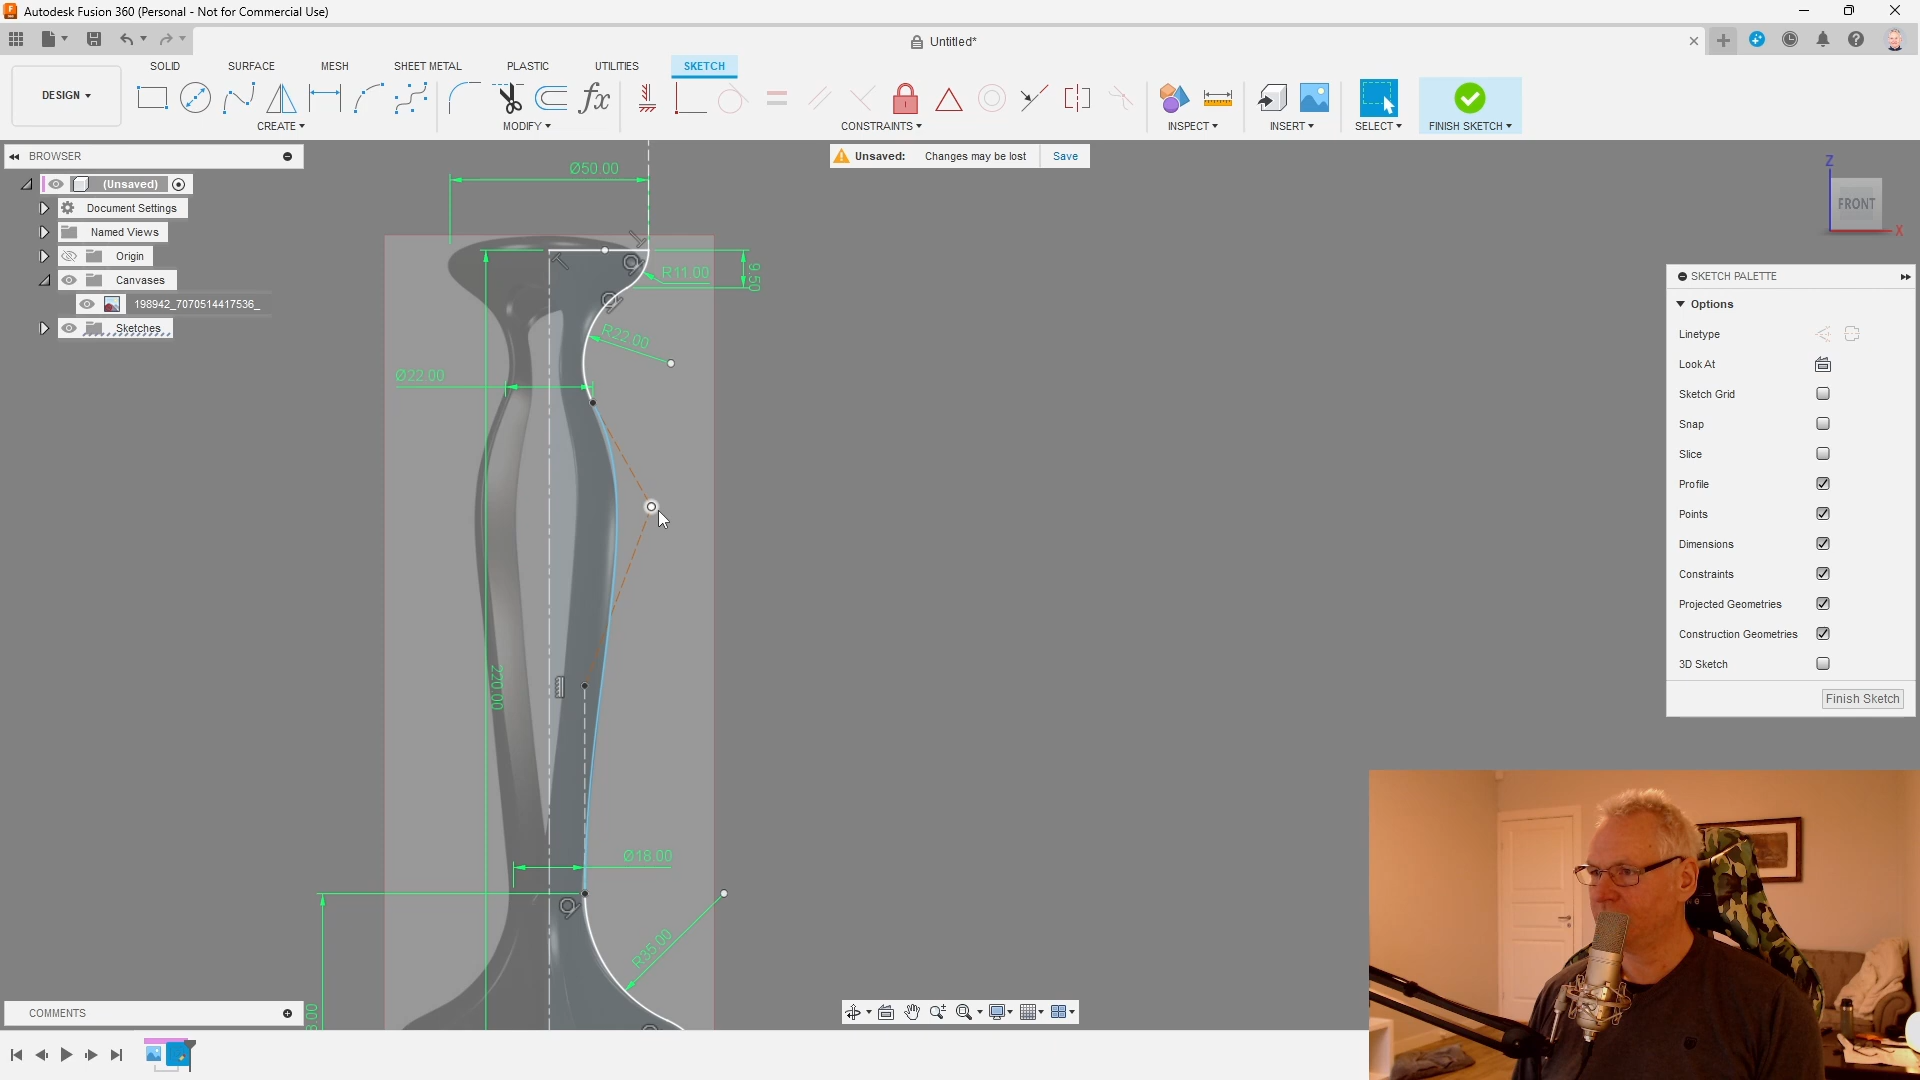 Autodesk Fusion 360 (Personal - Not for Commercial Use)
Untitled*
SOLID SURFACE MESH SHEET METAL PLASTIC UTILITIES SKETCH
DESIGN
CREATE MODIFY CONSTRAINTS INSPECT INSERT SELECT FINISH SKETCH
BROWSER
Unsaved: Changes may be lost Save
(Unsaved)
Document Settings
Named Views
Origin
Canvases
198942_7070514417536_
Sketches
Ø50.00
R11.00
9.50
R22.00
Ø22.00
220.00
Ø18.00
R35.00
Z
FRONT
X
SKETCH PALETTE
Options
Linetype
Look At
Sketch Grid
Snap
Slice
Profile
Points
Dimensions
Constraints
Projected Geometries
Construction Geometries
3D Sketch
Finish Sketch
COMMENTS